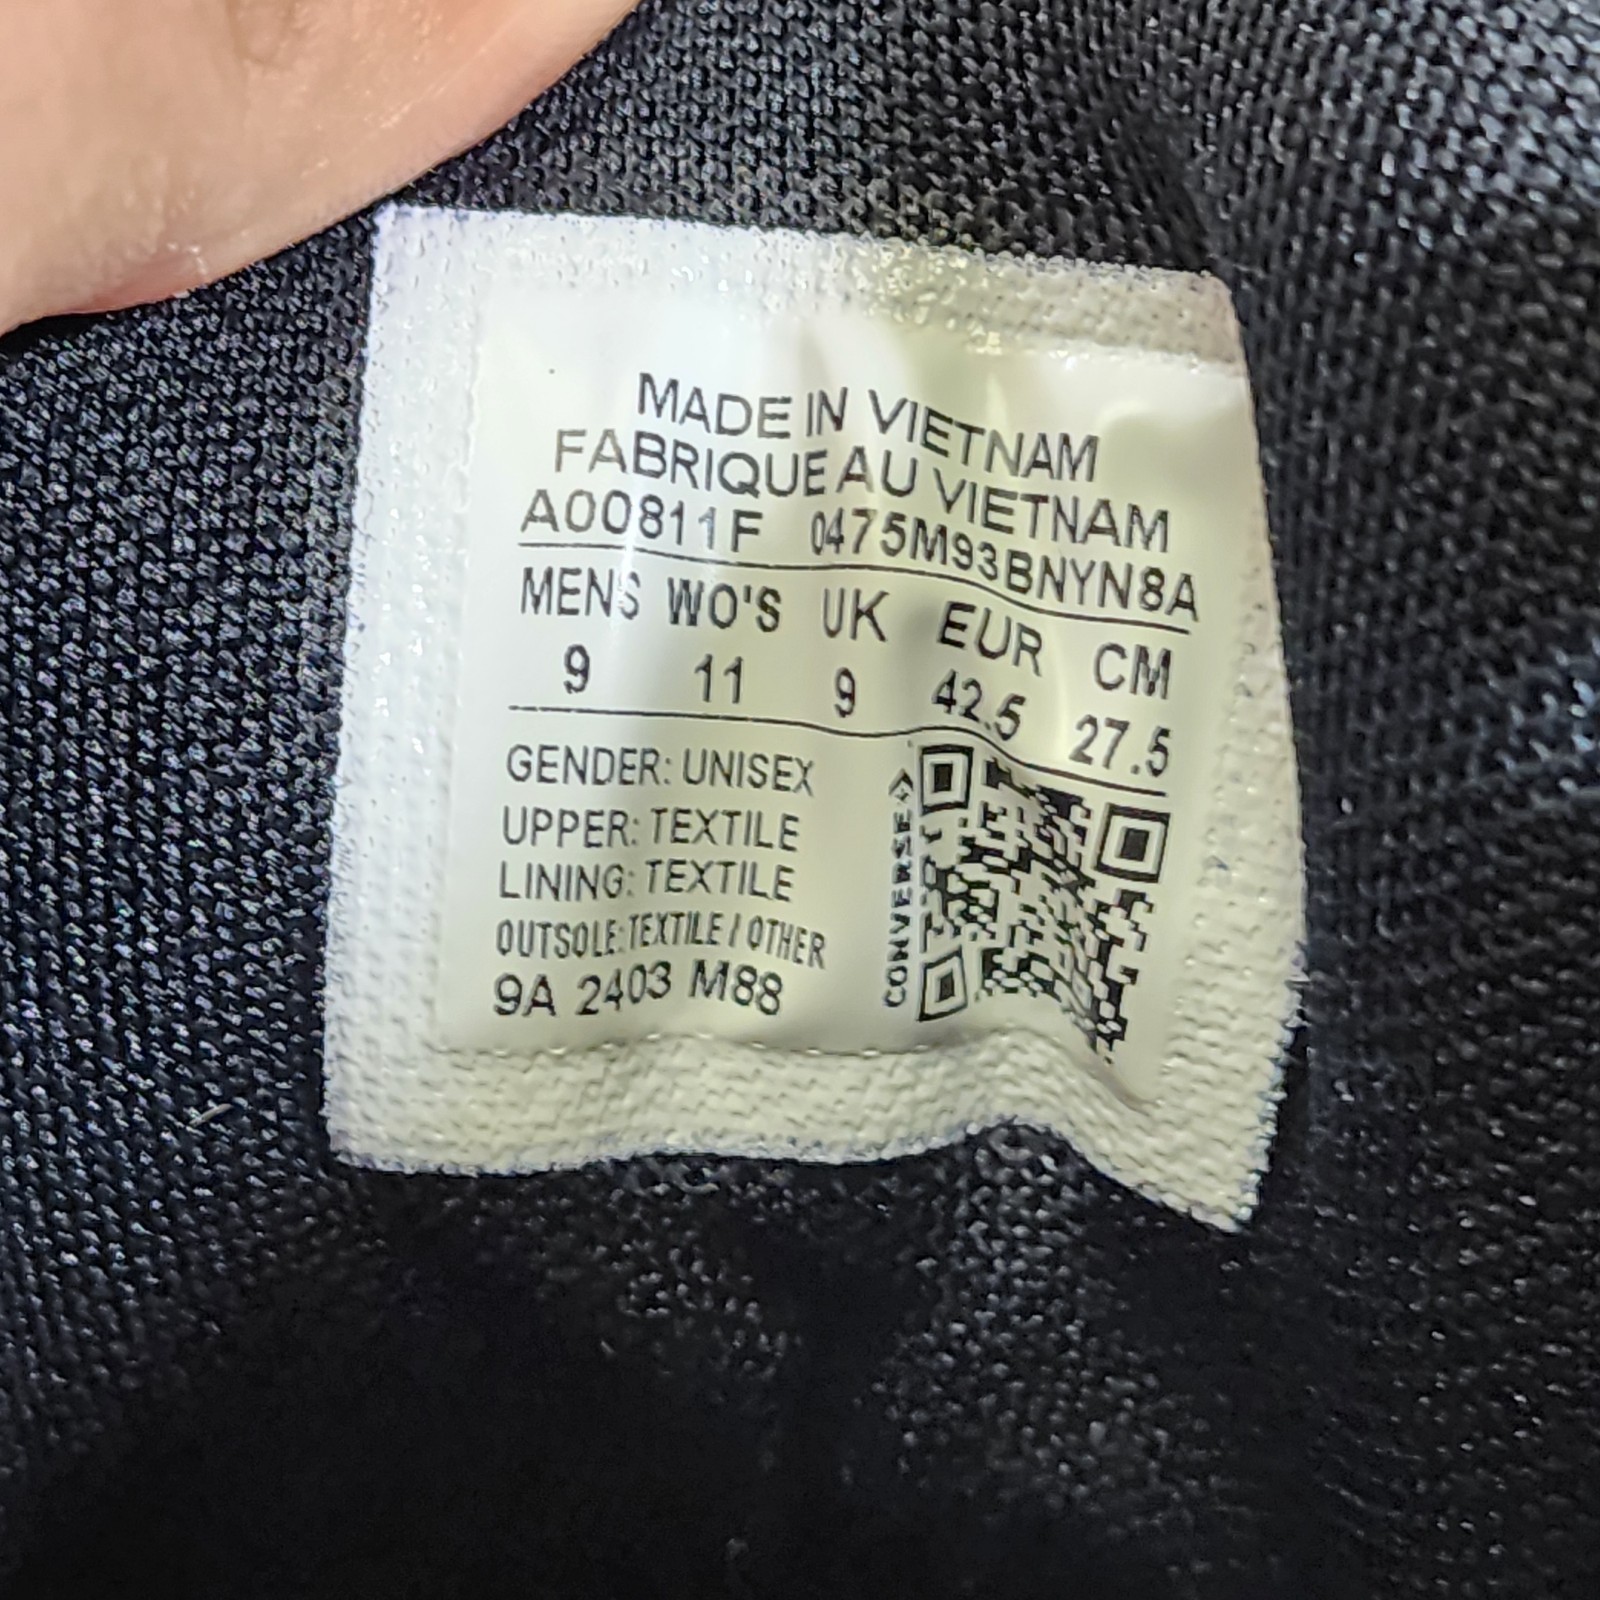 MADE IN VIETNAM
FABRIQUE AU VIETNAM
A00811F 0475M93BNYN8A
MENS WO'S UK EUR CM
9 11 9 42.5 27.5
GENDER: UNISEX
UPPER: TEXTILE
LINING: TEXTILE
OUTSOLE: TEXTILE / OTHER
9A 2403 M88
CONVERSE